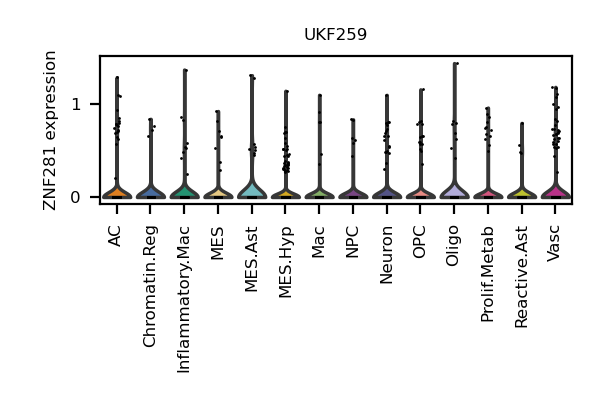 UKF259
ZNF281 expression
1
0
AC
Chromatin.Reg
Inflammatory.Mac
MES
MES.Ast
MES.Hyp
Mac
NPC
Neuron
OPC
Oligo
Prolif.Metab
Reactive.Ast
Vasc